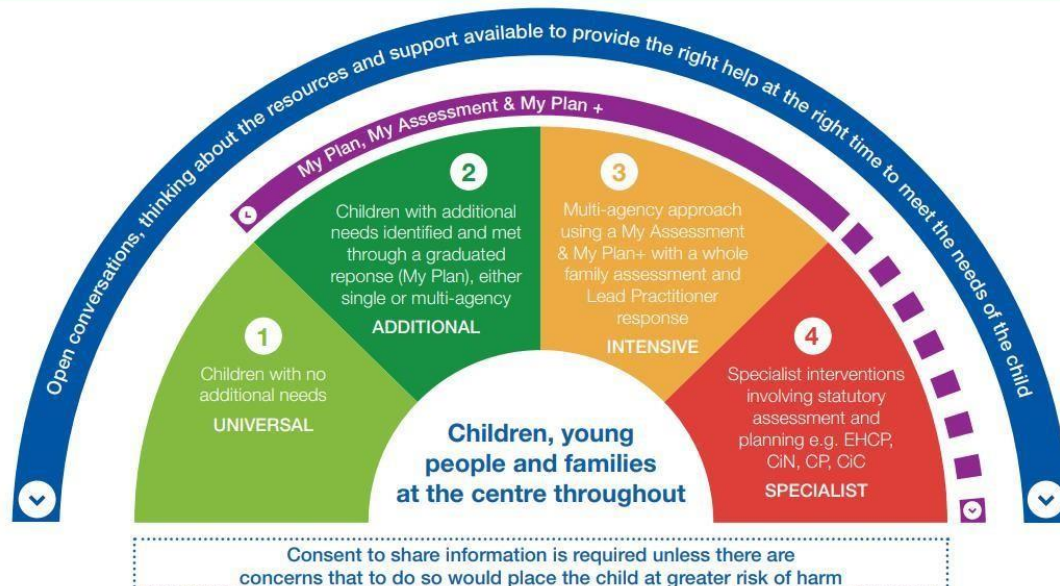 Open conversations, thinking about the resources and support available to provide the right help at the right time to meet the needs of the child
My Plan, My Assessment & My Plan +
1
Children with no
additional needs
UNIVERSAL
2
Children with additional
needs identified and met
through a graduated
reponse (My Plan), either
single or multi-agency
ADDITIONAL
3
Multi-agency approach
using a My Assessment
& My Plan+ with a whole
family assessment and
Lead Practitioner
response
INTENSIVE
4
Specialist interventions
involving statutory
assessment and
planning e.g. EHCP,
CiN, CP, CiC
SPECIALIST
Children, young
people and families
at the centre throughout
Consent to share information is required unless there are
concerns that to do so would place the child at greater risk of harm